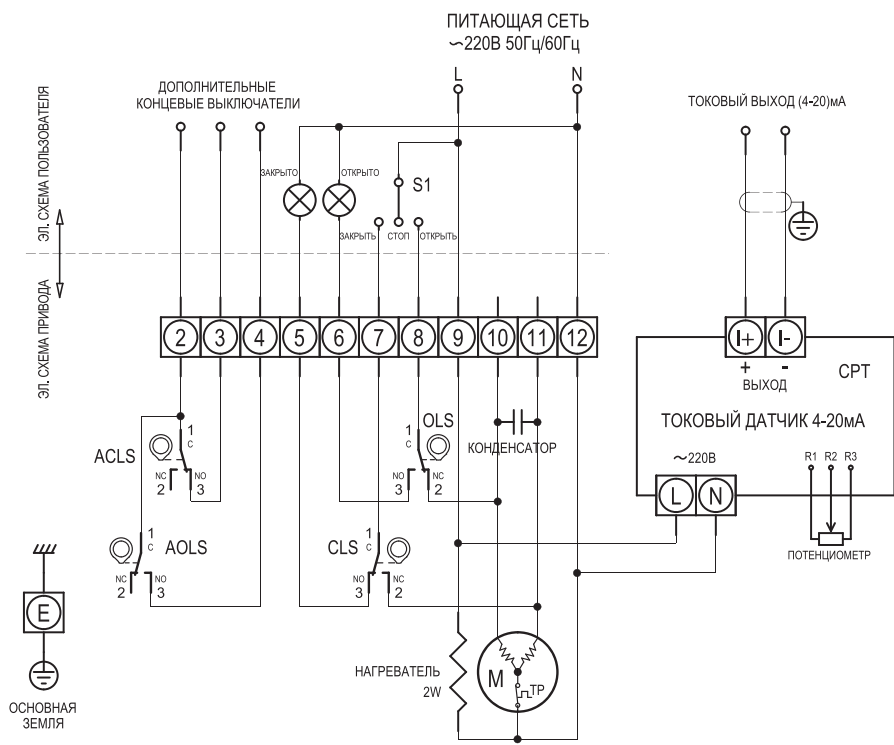 ПИТАЮЩАЯ СЕТЬ
~220В 50Гц/60Гц
L
N
ДОПОЛНИТЕЛЬНЫЕ
КОНЦЕВЫЕ ВЫКЛЮЧАТЕЛИ
ТОКОВЫЙ ВЫХОД (4-20)мА
ЭЛ. СХЕМА ПОЛЬЗОВАТЕЛЯ
ЗАКРЫТО
ОТКРЫТО
S1
ЗАКРЫТЬ
СТОП
ОТКРЫТЬ
ЭЛ. СХЕМА ПРИВОДА
2 3 4 5 6 7 8 9 10 11 12
I+ I-
+ -
ВЫХОД
CPT
ТОКОВЫЙ ДАТЧИК 4-20мА
~220В
L N
R1 R2 R3
ПОТЕНЦИОМЕТР
ACLS
1
C
NC
2
NO
3
OLS
1
C
NO
3
NC
2
КОНДЕНСАТОР
AOLS
1
C
NC
2
NO
3
CLS
1
C
NO
3
NC
2
E
ОСНОВНАЯ
ЗЕМЛЯ
НАГРЕВАТЕЛЬ
2W
M
TP